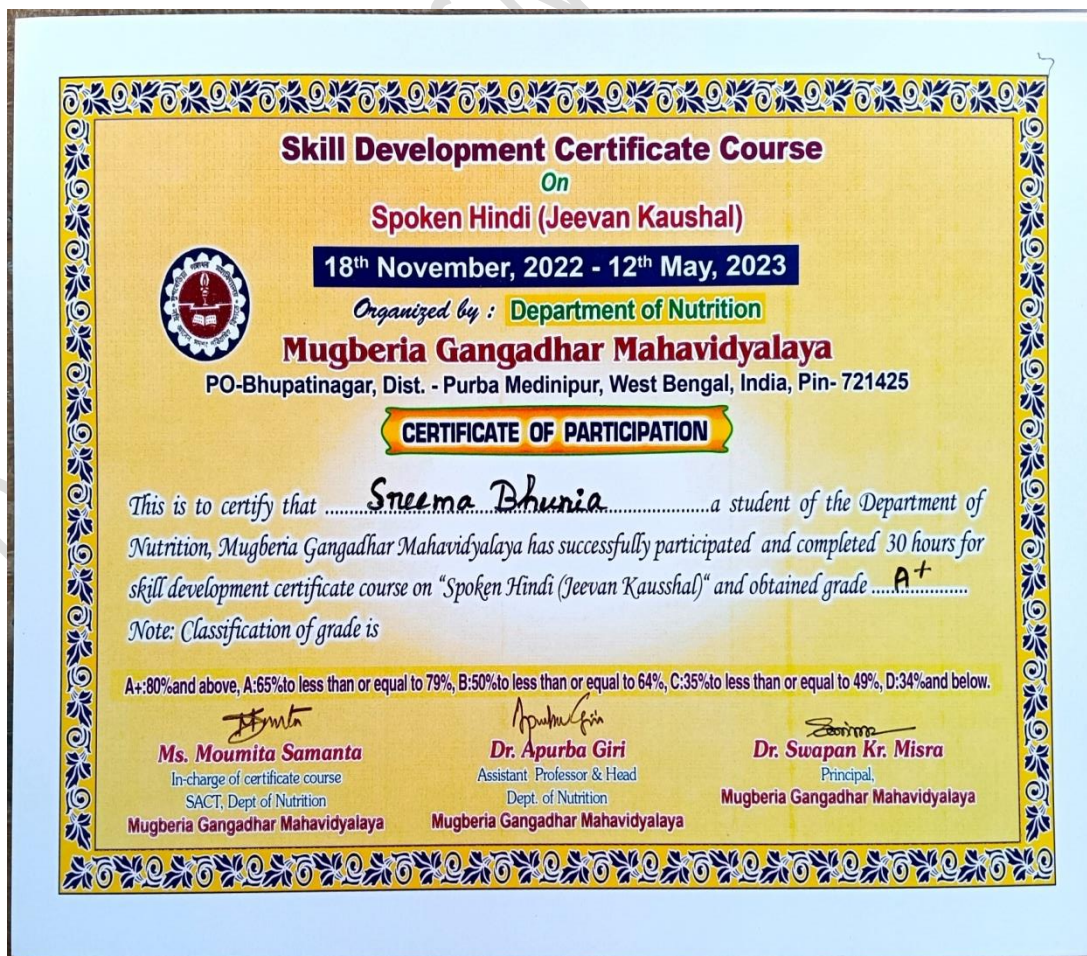 Skill Development Certificate Course
On
Spoken Hindi (Jeevan Kaushal)
18th November, 2022 - 12th May, 2023
Organized by : Department of Nutrition
Mugberia Gangadhar Mahavidyalaya
PO-Bhupatinagar, Dist. - Purba Medinipur, West Bengal, India, Pin- 721425
CERTIFICATE OF PARTICIPATION
This is to certify that ..........Sreema Bhunia....................a student of the Department of
Nutrition, Mugberia Gangadhar Mahavidyalaya has successfully participated and completed 30 hours for
skill development certificate course on "Spoken Hindi (Jeevan Kausshal)" and obtained grade .....A+...........
Note: Classification of grade is
A+:80%and above, A:65%to less than or equal to 79%, B:50%to less than or equal to 64%, C:35%to less than or equal to 49%, D:34%and below.
Apurba Giri
Ms. Moumita Samanta
In-charge of certificate course
SACT, Dept of Nutrition
Mugberia Gangadhar Mahavidyalaya
Dr. Apurba Giri
Assistant Professor & Head
Dept. of Nutrition
Mugberia Gangadhar Mahavidyalaya
Dr. Swapan Kr. Misra
Principal,
Mugberia Gangadhar Mahavidyalaya